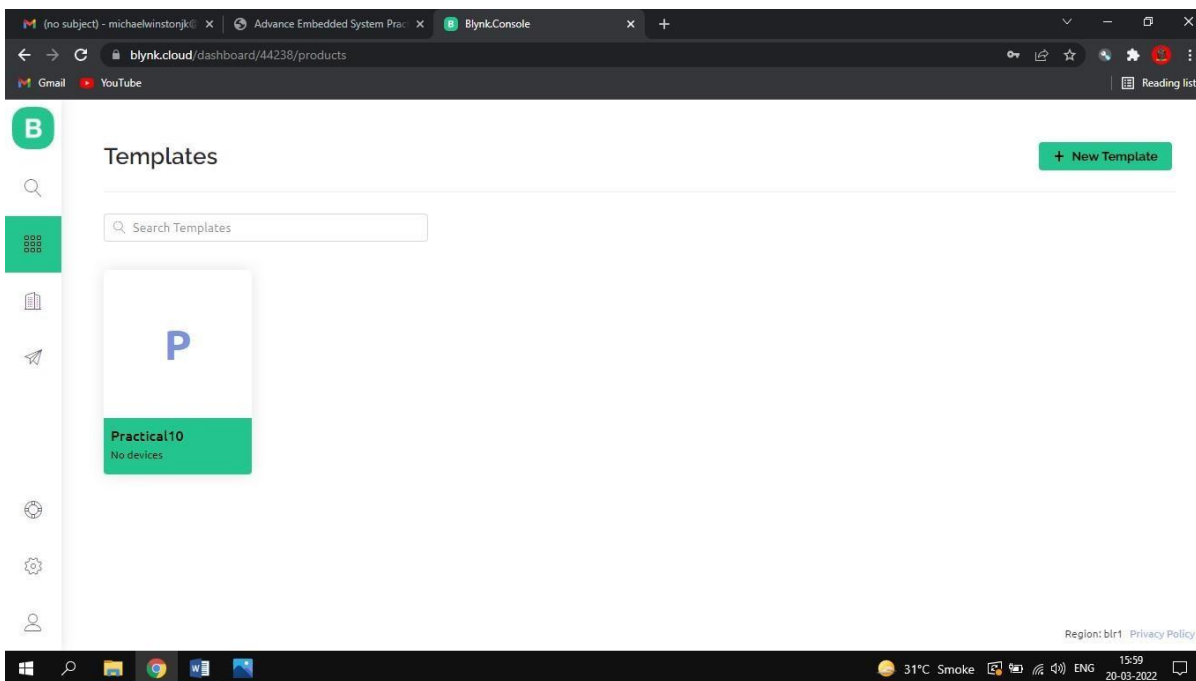 (no subject) - michaelwinstonjk@
Advance Embedded System Prac
B
Blynk.Console
blynk.cloud/dashboard/44238/products
Gmail
YouTube
Reading list
B
Templates
+ New Template
Search Templates
P
Practical10
No devices
Region: blr1 Privacy Policy
W
31°C Smoke
ENG
15:59
20-03-2022